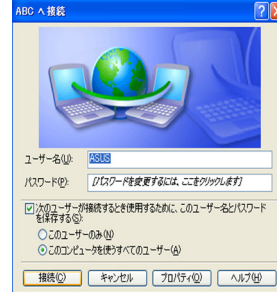 ABC へ接続
ユーザー名(U):
ASUS
パスワード(P):
[パスワードを変更するには、ここをクリックします]
次のユーザーが接続するとき使用するために、このユーザー名とパスワード
を保存する(S):
このユーザーのみ(N)
このコンピュータを使うすべてのユーザー(A)
接続(C) キャンセル プロパティ(O) ヘルプ(H)